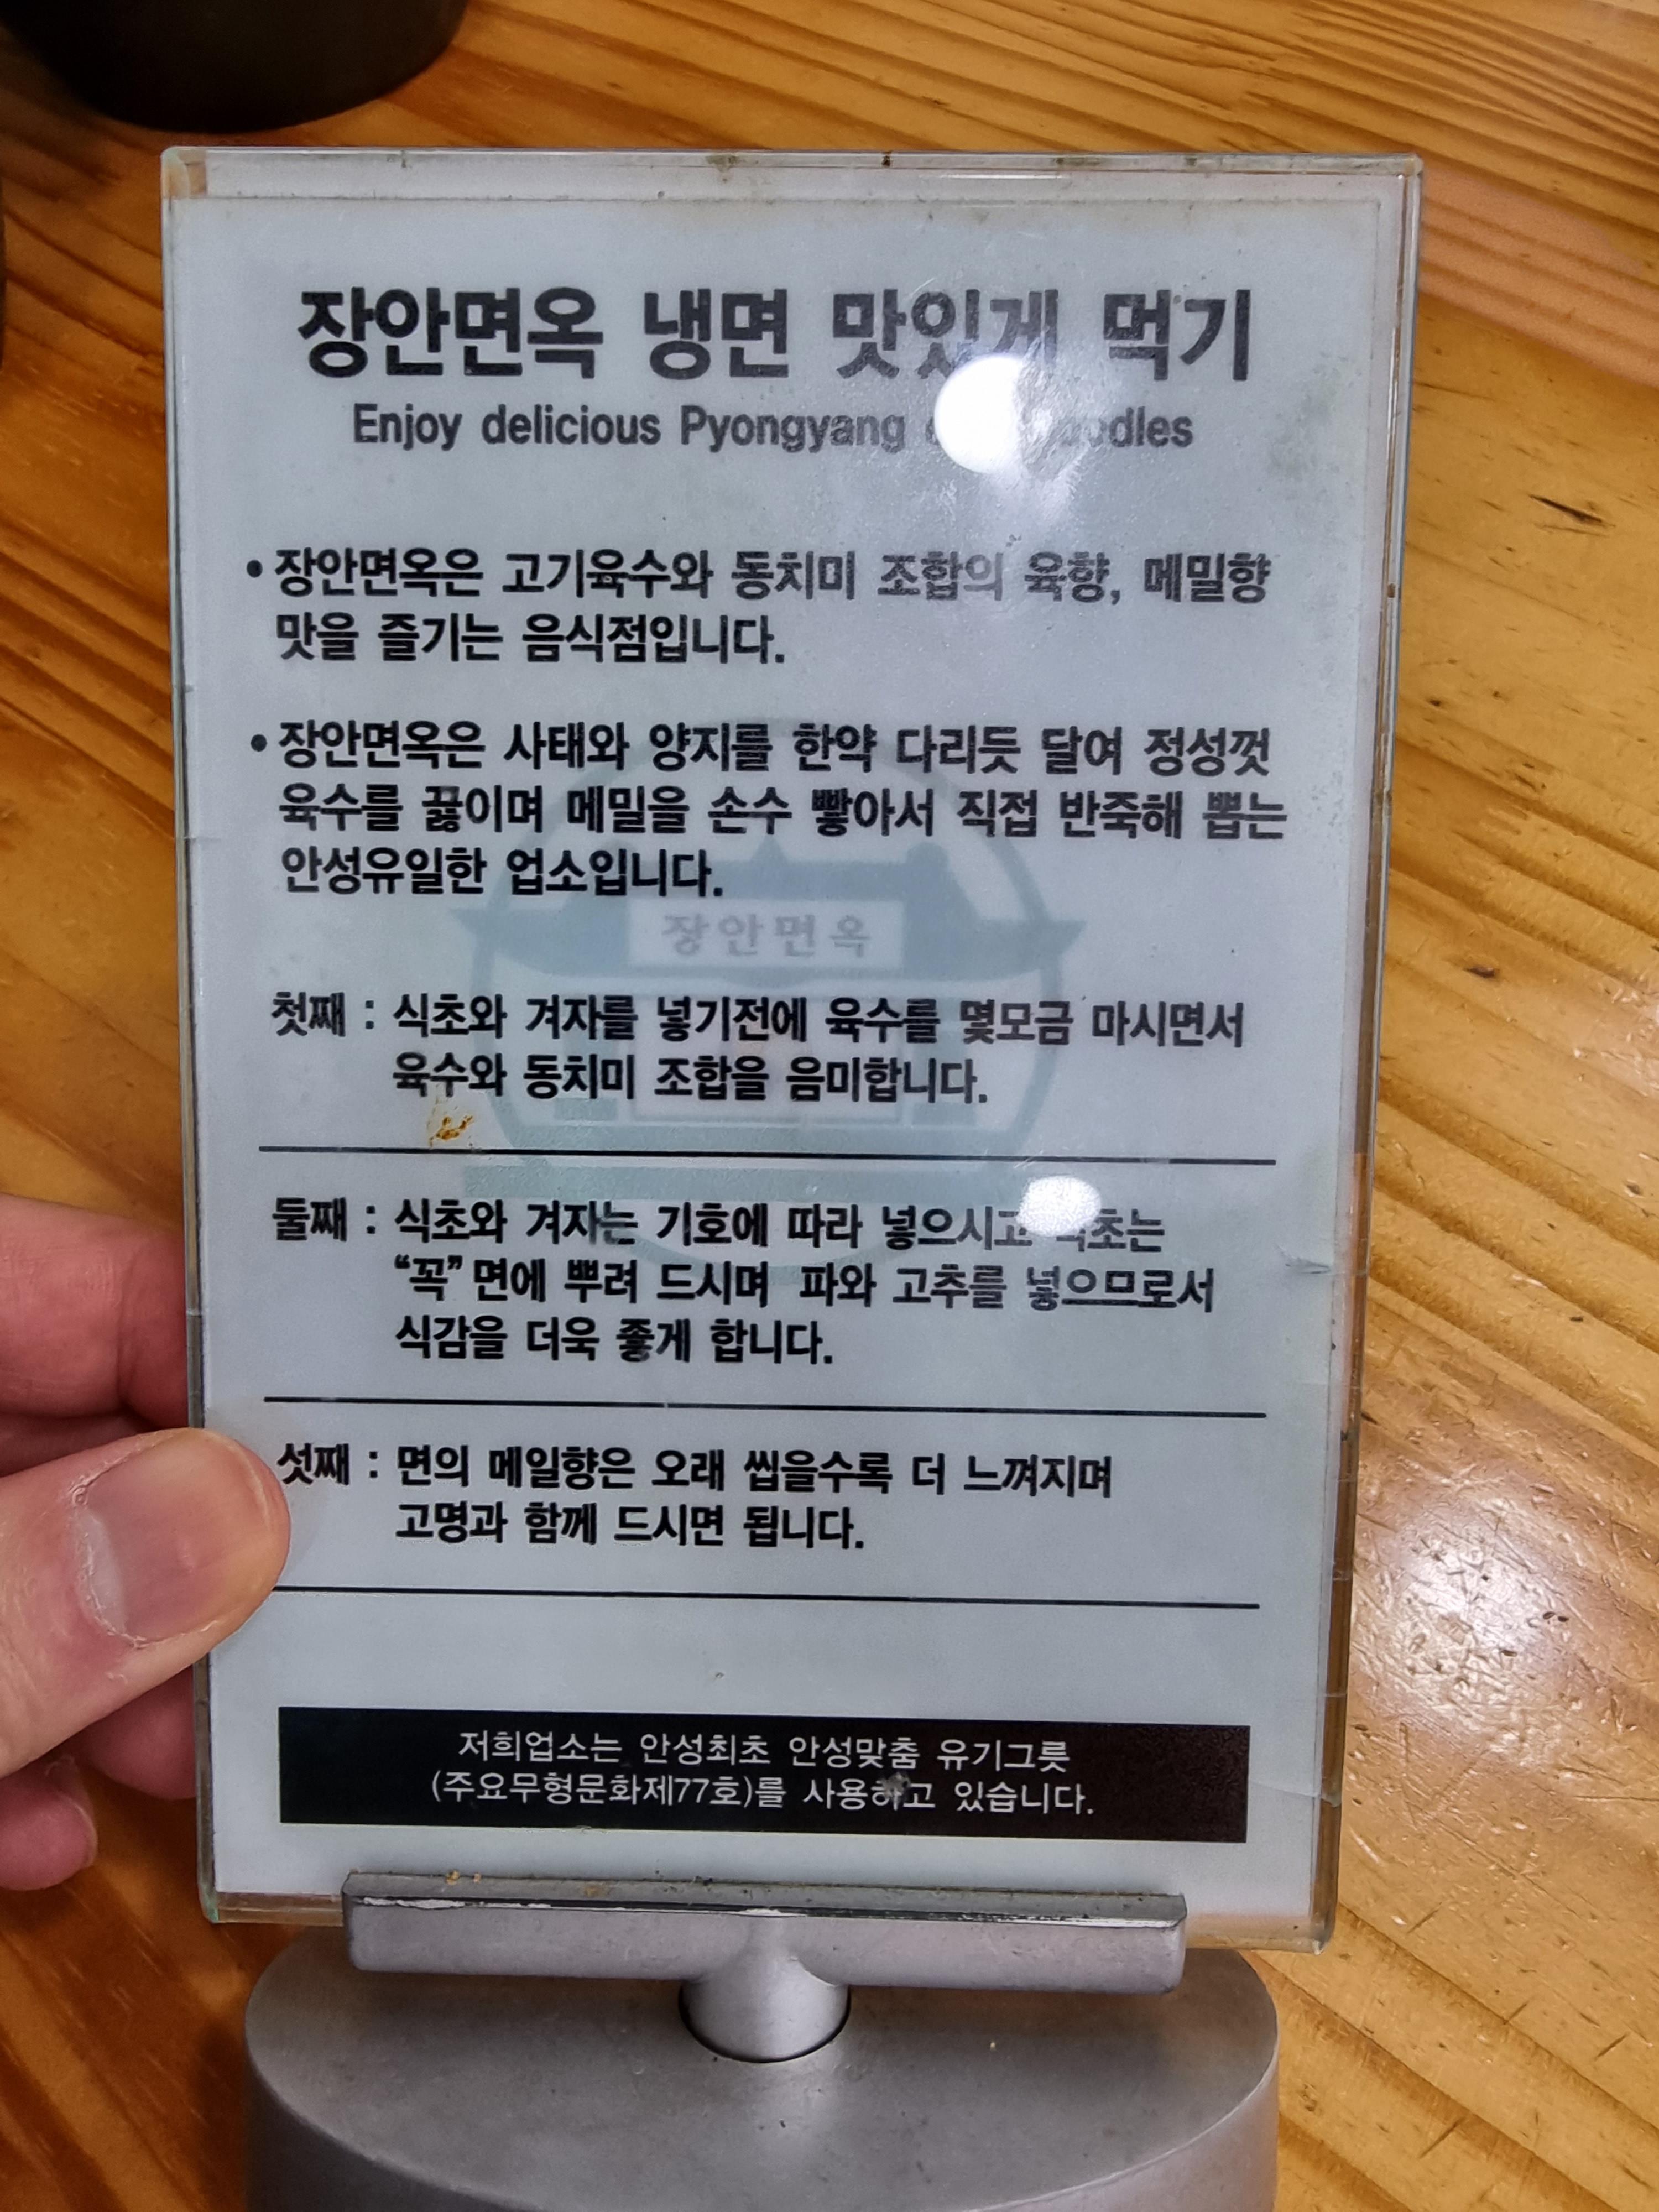 장안면옥 냉면 맛있게 먹기
Enjoy delicious Pyongyang
• 장안면옥은 고기육수와 동치미 조합의 육향, 메밀향
맛을 즐기는 음식점입니다.
• 장안면옥은 사태와 양지를 한약 다리듯 달여 정성껏
육수를 끓이며 메밀을 손수 빻아서 직접 반죽해 뽑는
안성유일한 업소입니다.
장안면옥
첫째 : 식초와 겨자를 넣기전에 육수를 몇모금 마시면서
육수와 동치미 조합을 음미합니다.
둘째 : 식초와 겨자는 기호에 따라 넣으시고 식초는
“꼭” 면에 뿌려 드시며 파와 고추를 넣으므로서
식감을 더욱 좋게 합니다.
섯째 : 면의 메일향은 오래 씹을수록 더 느껴지며
고명과 함께 드시면 됩니다.
저희업소는 안성최초 안성맞춤 유기그릇
(주요무형문화제77호)를 사용하고 있습니다.